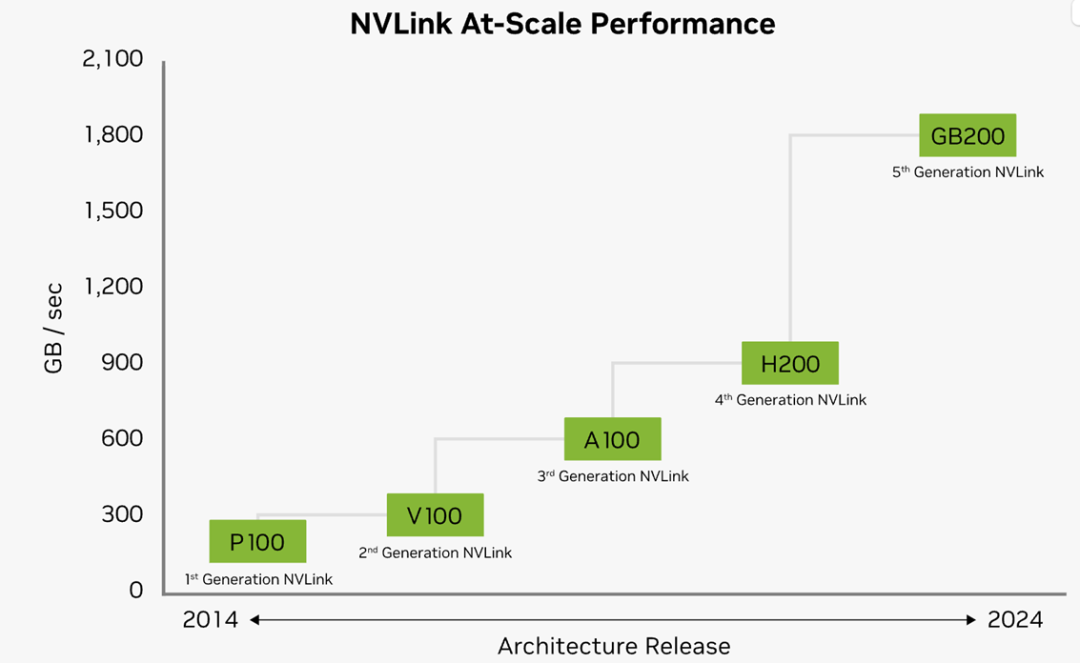 NVLink At-Scale Performance
2,100
1,800
1,500
1,200
900
600
300
0
GB / sec
GB200
5th Generation NVLink
H200
4th Generation NVLink
A100
3rd Generation NVLink
V100
2nd Generation NVLink
P100
1st Generation NVLink
2014
2024
Architecture Release